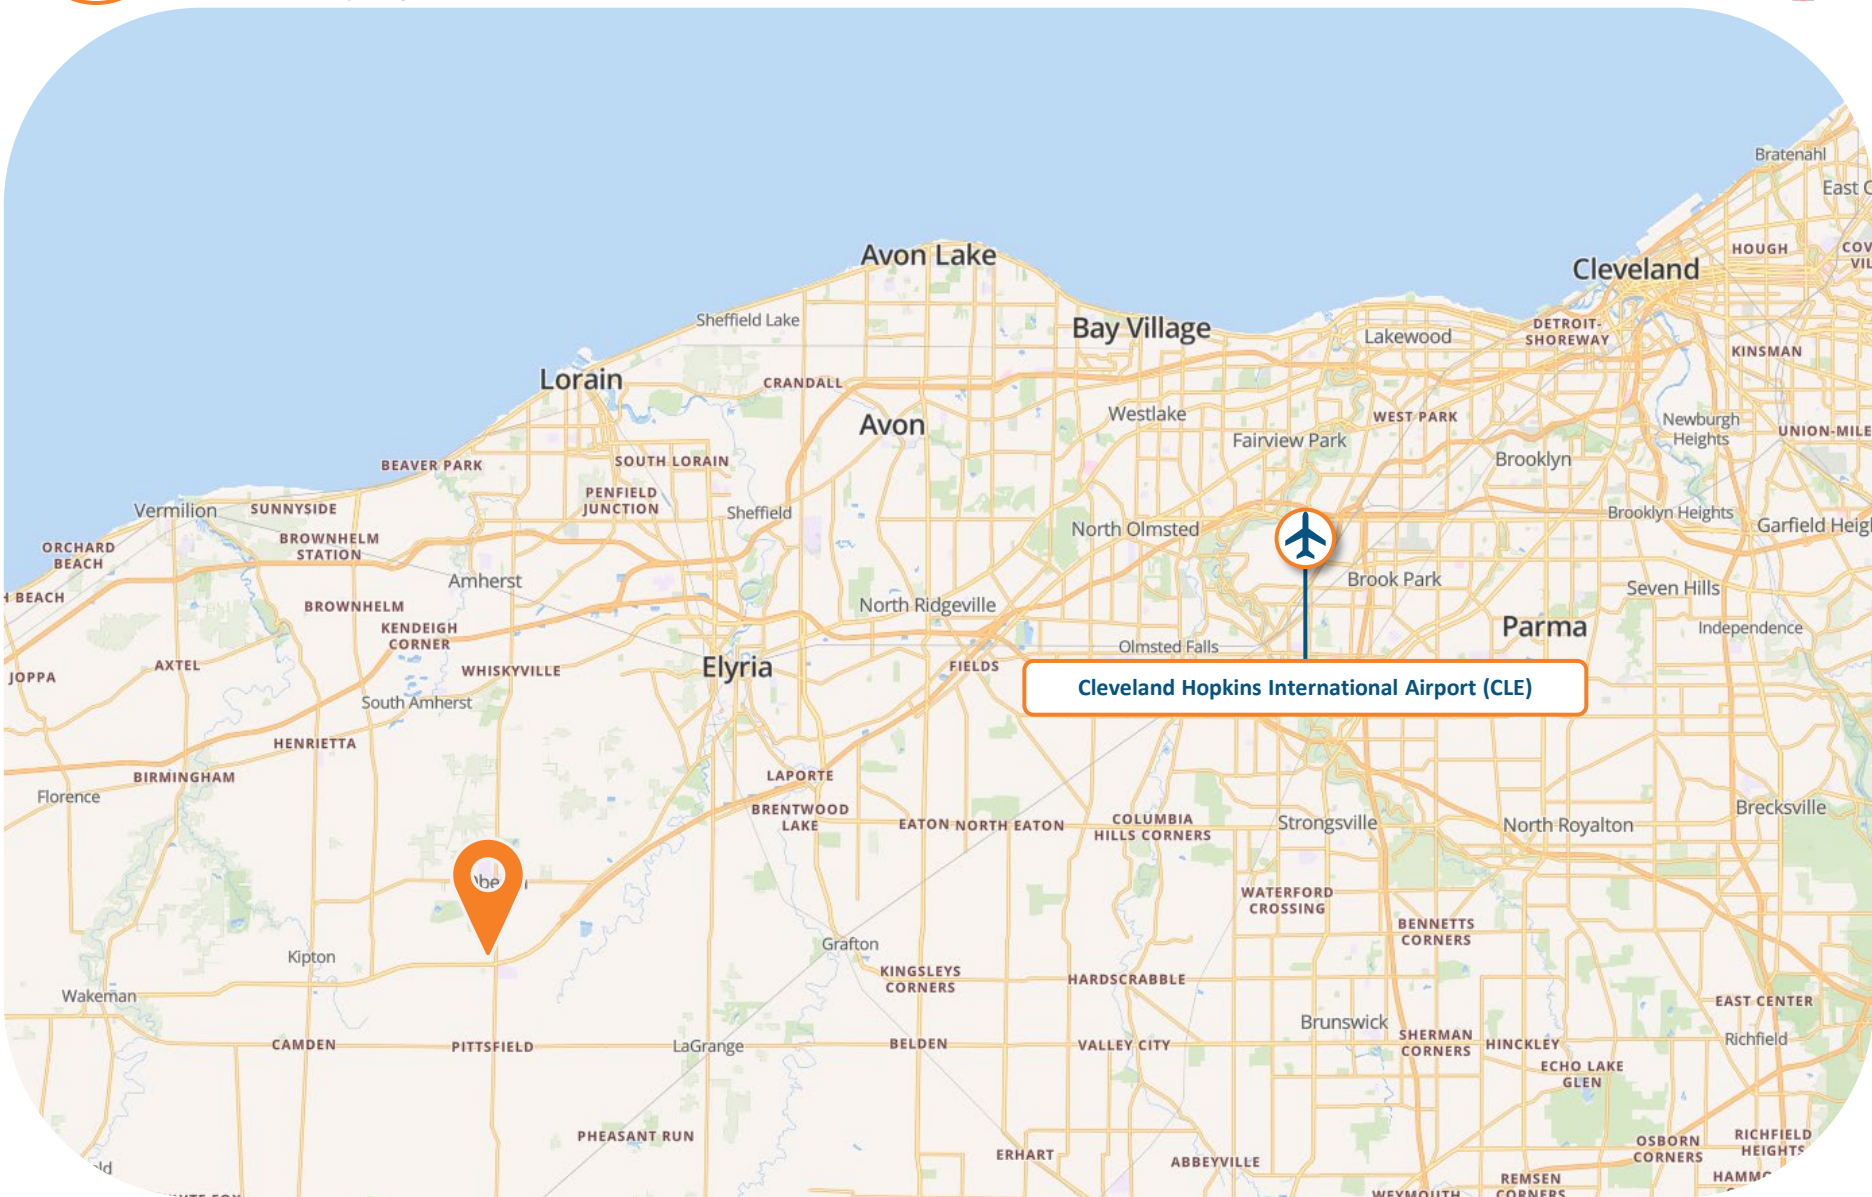 Bratenahl
East C
HOUGH
COV
VIL
Avon Lake
Cleveland
Sheffield Lake
Bay Village
Lakewood
DETROIT-
SHOREWAY
KINSMAN
Lorain
CRANDALL
Westlake
WEST PARK
Avon
Fairview Park
Newburgh
Heights
UNION-MILE
BEAVER PARK
SOUTH LORAIN
Brooklyn
Vermilion
SUNNYSIDE
PENFIELD
JUNCTION
Sheffield
North Olmsted
Brooklyn Heights
Garfield Heig
ORCHARD
BEACH
BROWNHELM
STATION
Amherst
Brook Park
Seven Hills
H BEACH
BROWNHELM
North Ridgeville
KENDEIGH
CORNER
Parma
Independence
Olmsted Falls
JOPPA
AXTEL
WHISKYVILLE
Elyria
FIELDS
Cleveland Hopkins International Airport (CLE)
South Amherst
HENRIETTA
BIRMINGHAM
LAPORTE
Florence
BRENTWOOD
LAKE
EATON
NORTH EATON
COLUMBIA
HILLS CORNERS
Strongsville
North Royalton
Brecksville
WATERFORD
CROSSING
BENNETTS
CORNERS
Kipton
Grafton
KINGSLEYS
CORNERS
HARDSCRABBLE
Wakeman
EAST CENTER
Brunswick
SHERMAN
CORNERS
HINCKLEY
Richfield
CAMDEN
PITTSFIELD
LaGrange
BELDEN
VALLEY CITY
ECHO LAKE
GLEN
PHEASANT RUN
ERHART
ABBEYVILLE
OSBORN
CORNERS
RICHFIELD
HEIGHTS
REMSEN
CORNERS
HAMMO
WEYMOUTH